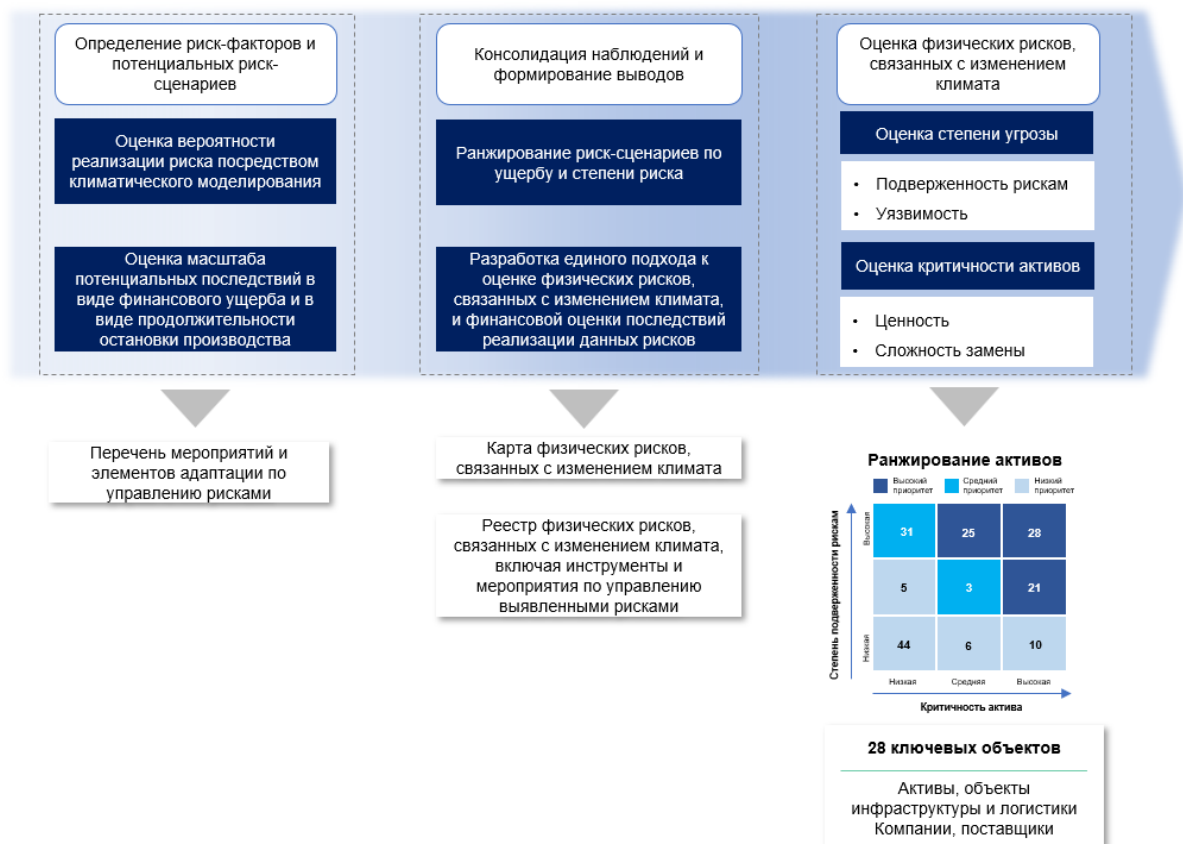 Определение риск-факторов и
потенциальных риск-
сценариев
Оценка вероятности
реализации риска посредством
климатического моделирования
Оценка масштаба
потенциальных последствий в
виде финансового ущерба и в
виде продолжительности
остановки производства
Перечень мероприятий и
элементов адаптации по
управлению рисками
Консолидация наблюдений и
формирование выводов
Ранжирование риск-сценариев по
ущербу и степени риска
Разработка единого подхода к
оценке физических рисков,
связанных с изменением климата,
и финансовой оценки последствий
реализации данных рисков
Карта физических рисков,
связанных с изменением климата
Реестр физических рисков,
связанных с изменением климата,
включая инструменты и
мероприятия по управлению
выявленными рисками
Оценка физических рисков,
связанных с изменением
климата
Оценка степени угрозы
• Подверженность рискам
• Уязвимость
Оценка критичности активов
• Ценность
• Сложность замены
Ранжирование активов
Высокий
приоритет
Средний
приоритет
Низкий
приоритет
Степень подверженности рискам
Высокая
Низкая
31 25 28
5 3 21
44 6 10
Низкая Средняя Высокая
Критичность актива
28 ключевых объектов
Активы, объекты
инфраструктуры и логистики
Компании, поставщики